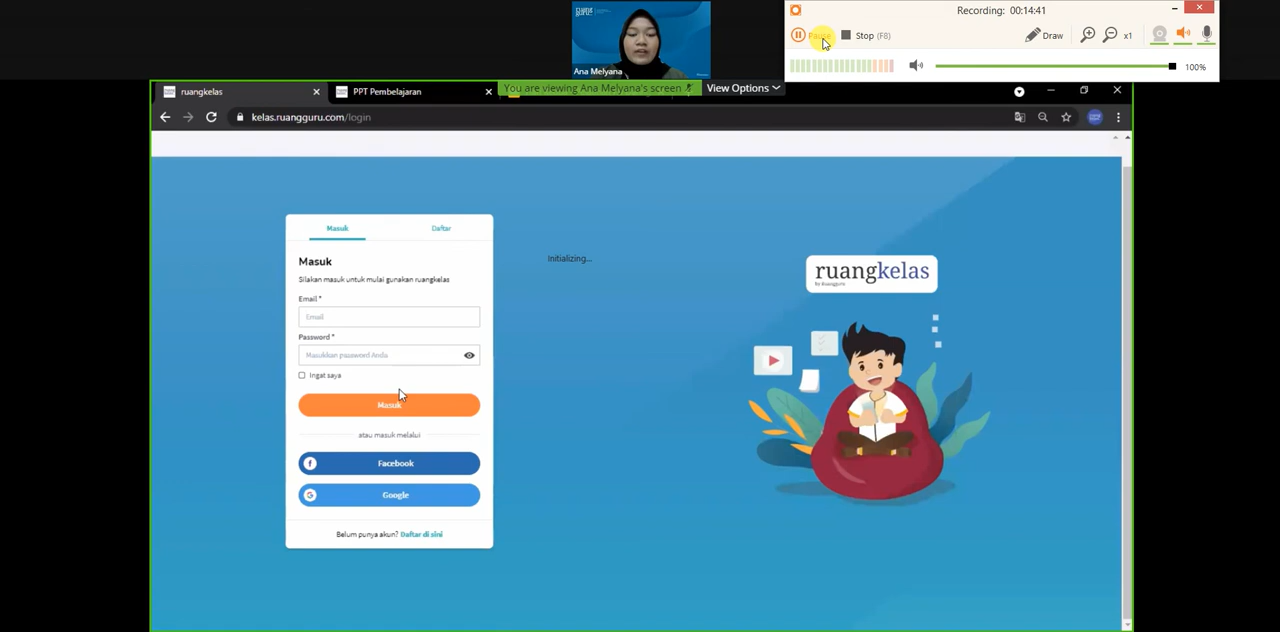 ruang
guru
Ana Melyana
Recording: 00:14:41
Pause
Stop (F8)
Draw
x1
100%
ruangkelas
PPT Pembelajaran
You are viewing Ana Melyana's screen
View Options
kelas.ruangguru.com/login
Masuk
Daftar
Masuk
Silakan masuk untuk mulai gunakan ruangkelas
Email *
Email
Password *
Masukkan password Anda
Ingat saya
Masuk
atau masuk melalui
Facebook
Google
Belum punya akun? Daftar di sini
Initializing...
ruangkelas
by Ruangguru